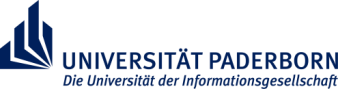 UNIVERSITÄT PADERBORN
Die Universität der Informationsgesellschaft